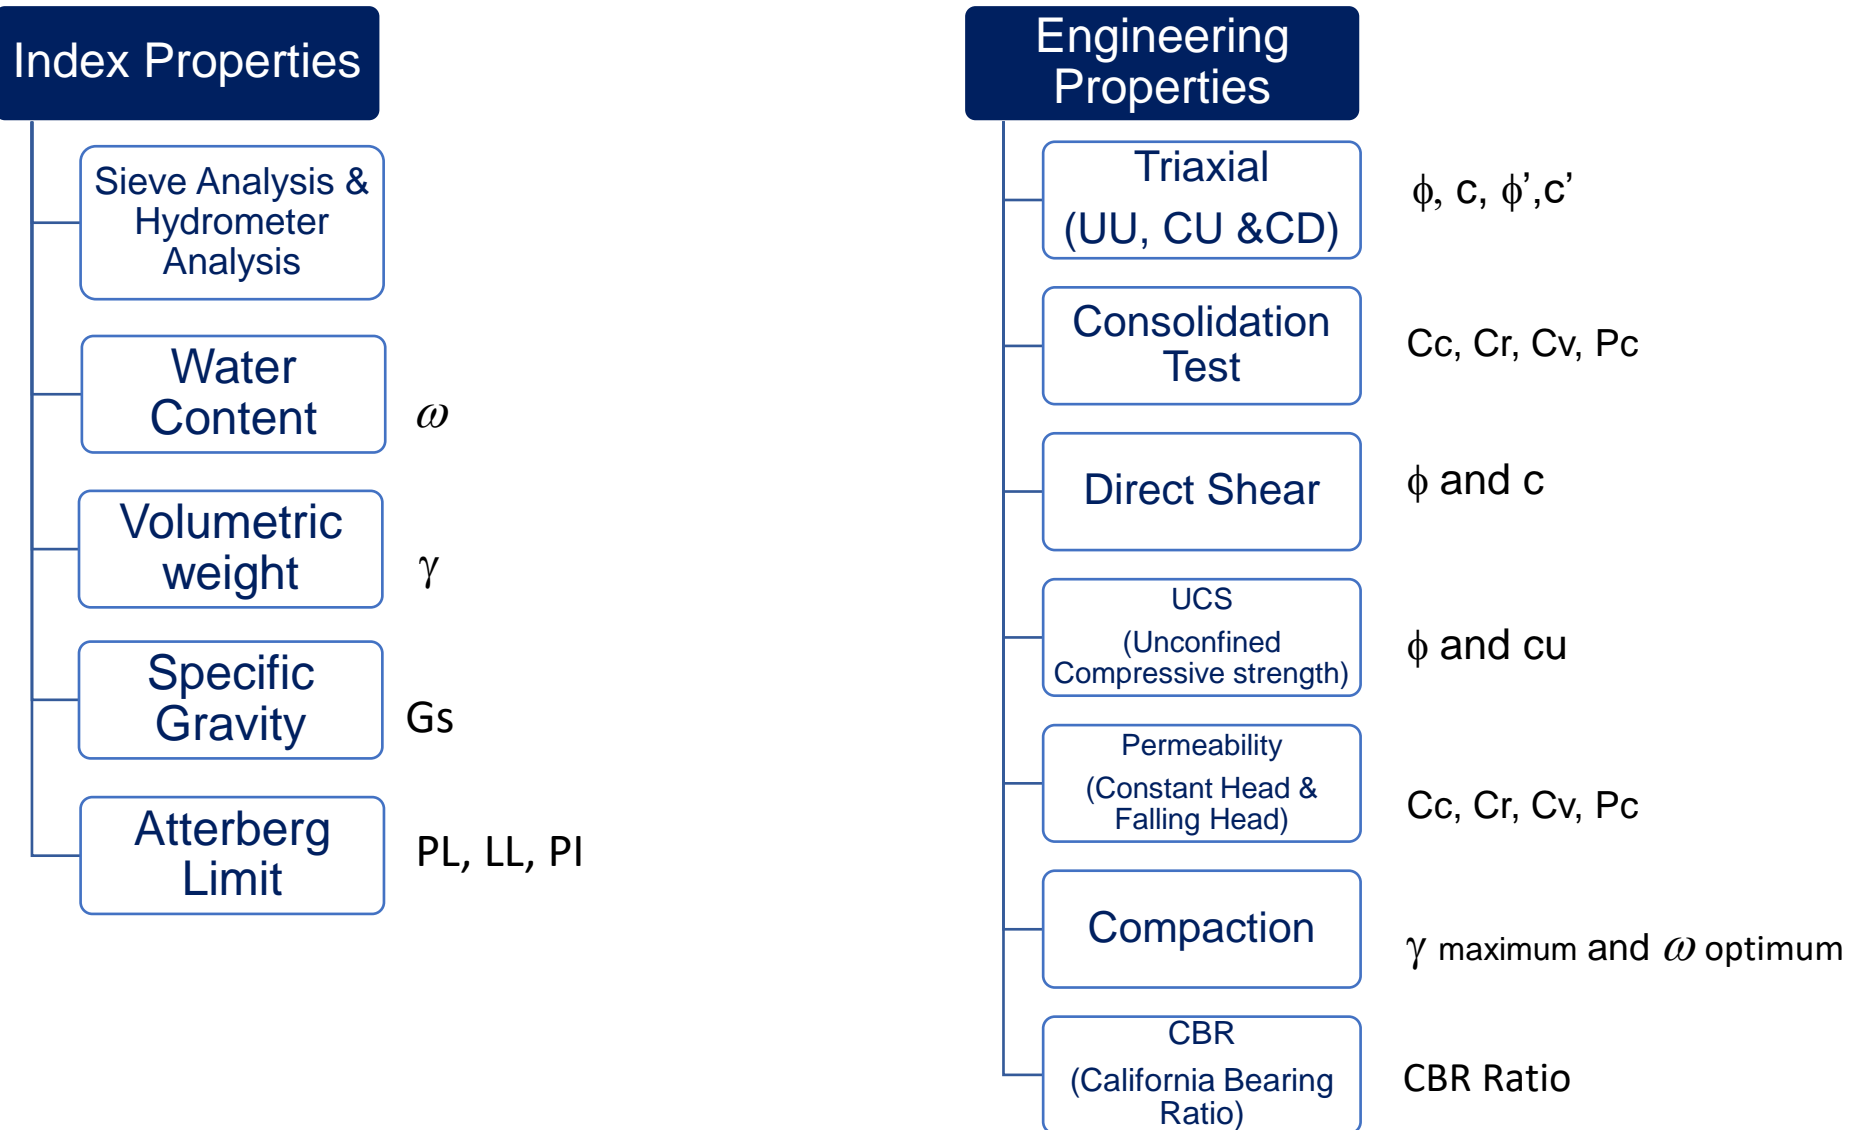 Index Properties
Sieve Analysis &
Hydrometer
Analysis
Water
Content
ω
Volumetric
weight
γ
Specific
Gravity
Gs
Atterberg
Limit
PL, LL, PI
Engineering
Properties
Triaxial
(UU, CU &CD)
ϕ, c, ϕ’,c’
Consolidation
Test
Cc, Cr, Cv, Pc
Direct Shear
ϕ and c
UCS
(Unconfined
Compressive strength)
ϕ and cu
Permeability
(Constant Head &
Falling Head)
Cc, Cr, Cv, Pc
Compaction
γ maximum and ω optimum
CBR
(California Bearing
Ratio)
CBR Ratio